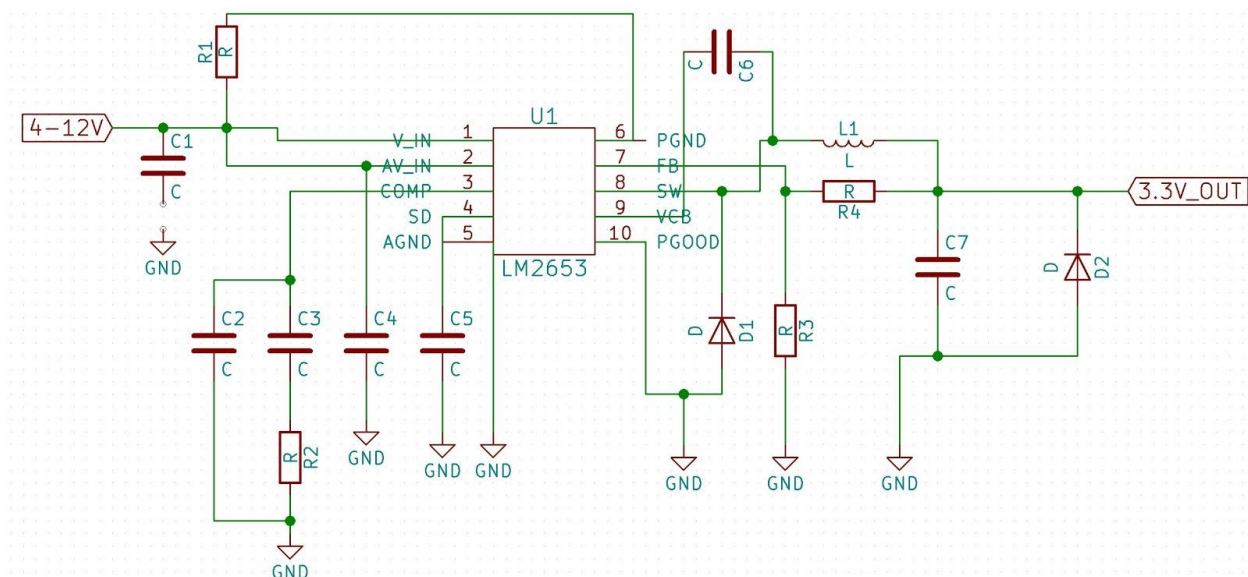 R1
R
C
C6
4-12V
C1
C
GND
U1
V_IN
1
AV_IN
2
COMP
3
SD
4
AGND
5
6
PGND
7
FB
8
SW
9
VCB
10
PGOOD
LM2653
L1
L
R
R4
3.3V_OUT
C2
C
C3
C
C4
C
C5
C
D
D1
R
R3
C7
C
D
D2
R
R2
GND
GND
GND
GND
GND
GND
GND